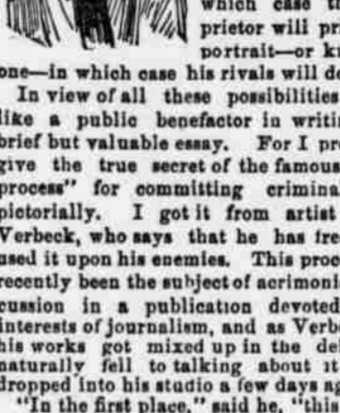 which case t
prietor will pr
portrait—or k
one—in which case his rivals will de
In view of all these possibilities
like a public benefactor in writi
brief but valuable essay. For I pr
give the true secret of the famous
process" for committing crimina
pictorially. I got it from artist
Verbeck, who says that he has fre
used it upon his enemies. This proc
recently been the subject of acrimoni
cussion in a publication devoted
interests of journalism, and as Verb
his works got mixed up in the de
naturally fell to talking about it
dropped into his studio a few days ag
"In the first place," said he, "this